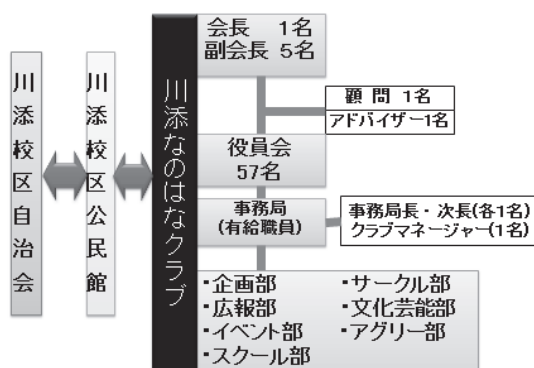 川添校区自治会
川添校区公民館
川添なのはなクラブ
会長 1名
副会長 5名
顧問 1名
アドバイザー1名
役員会
57名
事務局
(有給職員)
事務局長・次長(各1名)
クラブマネージャー(1名)
・企画部 ・サークル部
・広報部 ・文化芸能部
・イベント部 ・アグリー部
・スクール部